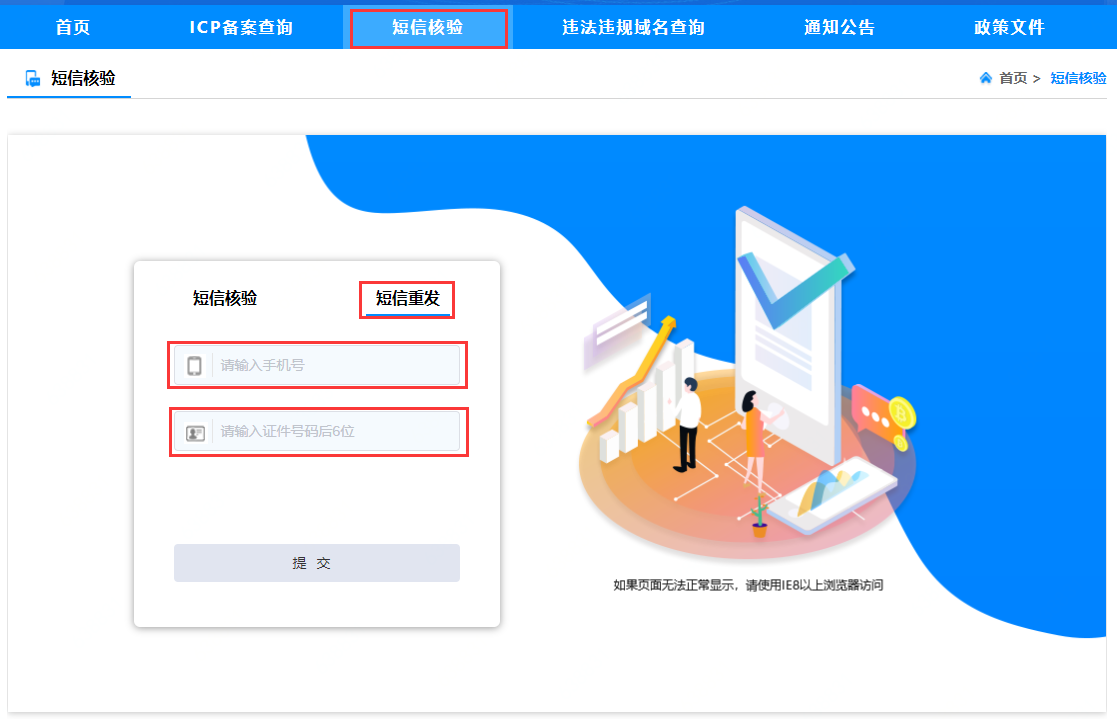 首页 ICP备案查询 短信核验 违法违规域名查询 通知公告 政策文件
短信核验 首页 > 短信核验
短信核验 短信重发
请输入手机号
请输入证件号码后6位
提 交
如果页面无法正常显示，请使用IE8以上浏览器访问